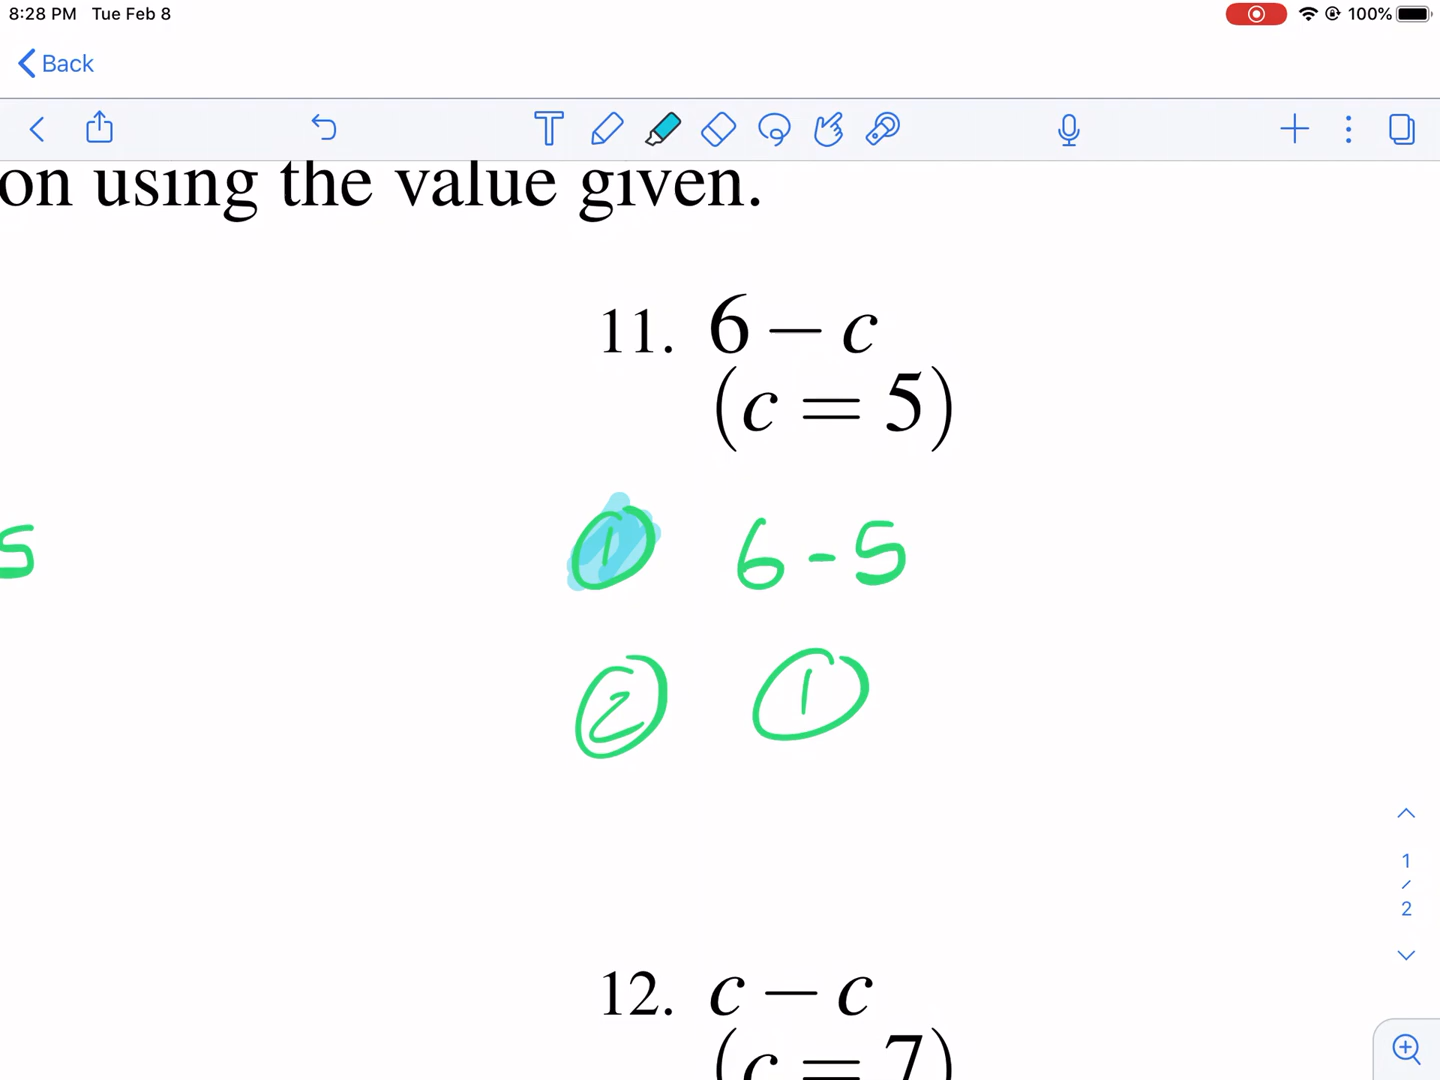 8:28 PM Tue Feb 8 100%
Back
on using the value given.
11. 6 − c
(c = 5)
5
① 6 - 5
② ①
1
/
2
12. c − c
(c = 7)